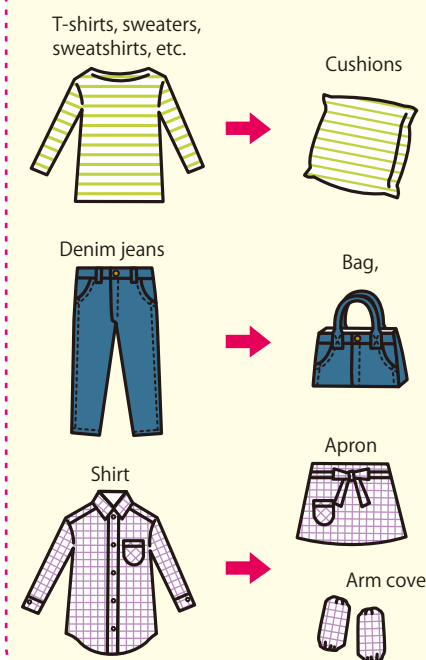 T-shirts, sweaters,
sweatshirts, etc.
Cushions
Denim jeans
Bag,
Shirt
Apron
Arm cove